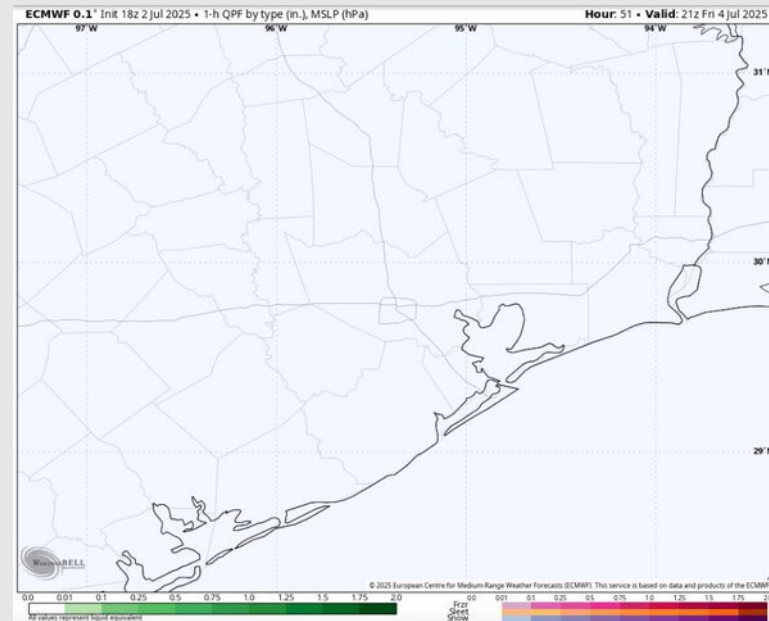 ECMWF 0.1° Init 18z 2 Jul 2025 • 1-h QPF by type (in.), MSLP (hPa) Hour: 51 • Valid: 21z Fri 4 Jul 2025
97°W 96°W 95°W 94°W
31°N
30°N
29°N
WeatherBELL
© 2025 European Centre for Medium-Range Weather Forecasts (ECMWF). This service is based on data and products of the ECMWF
0.0 0.01 0.1 0.25 0.5 0.75 1.0 1.25 1.5 1.75 2.0 0.0 0.01 0.1 0.25 0.5 0.75 1.0 1.25 1.5 1.75 2.0
Frzr
Sleet
Snow
All values represent liquid equivalent